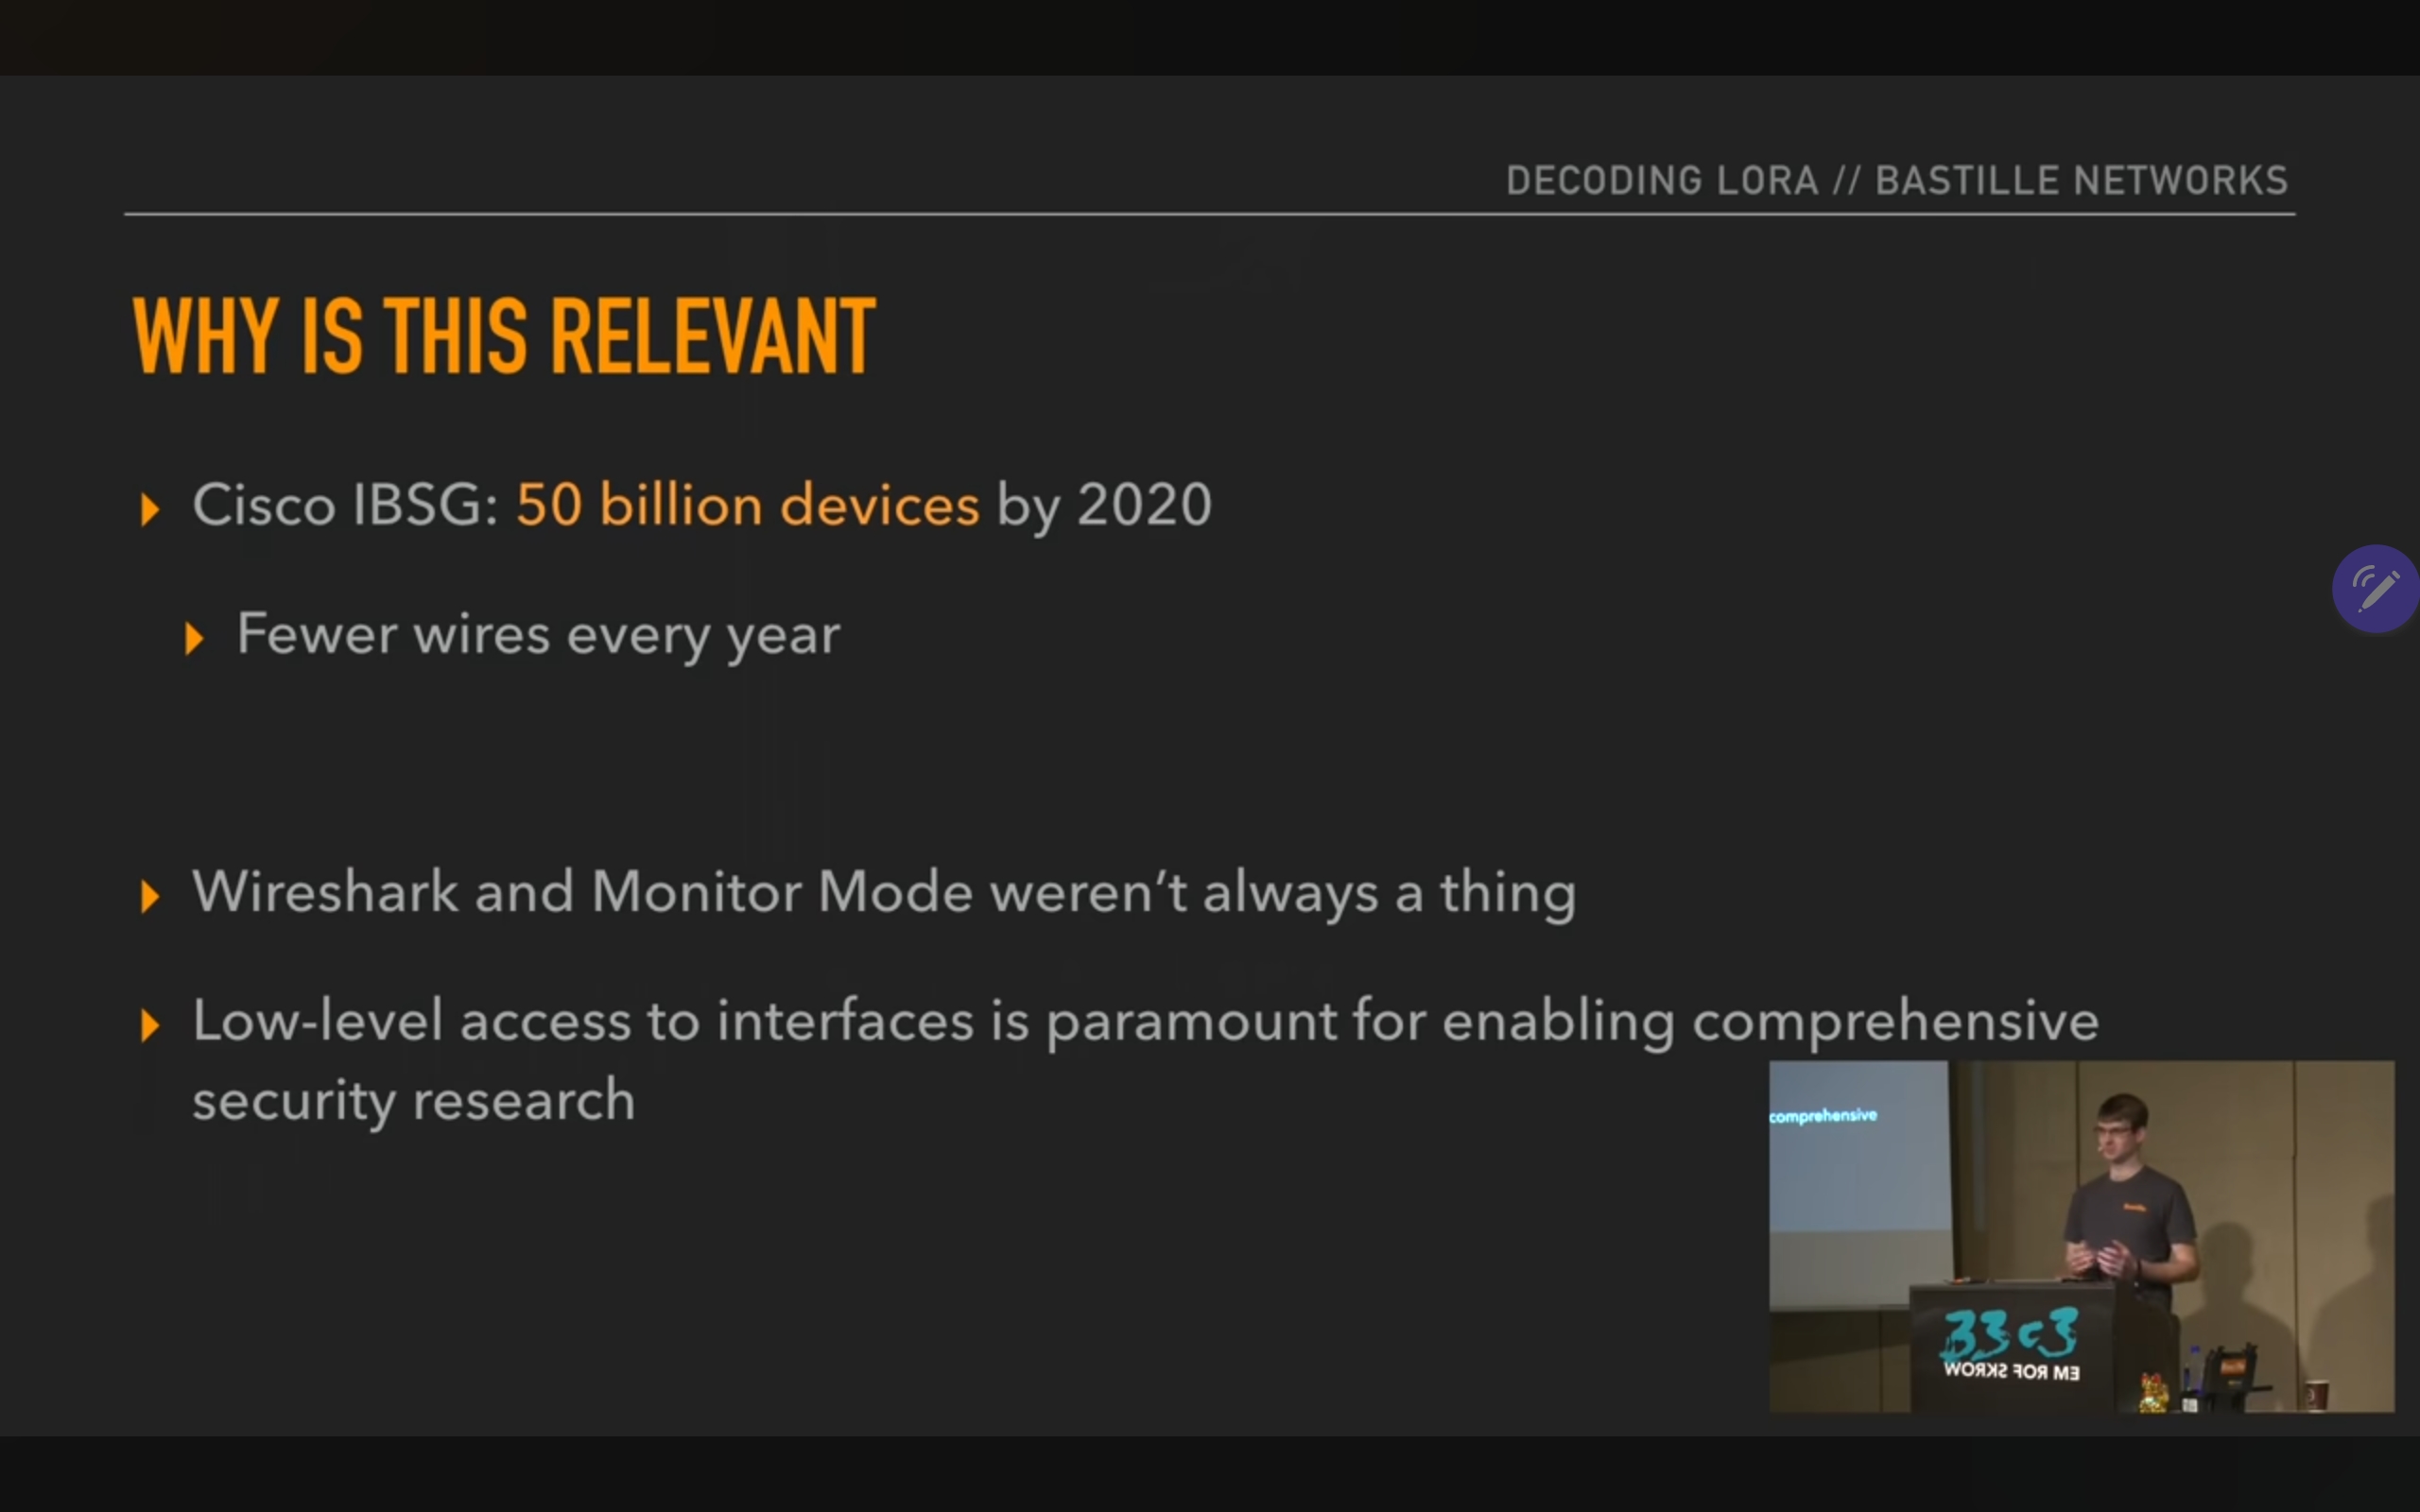 DECODING LORA // BASTILLE NETWORKS
WHY IS THIS RELEVANT
Cisco IBSG: 50 billion devices by 2020
Fewer wires every year
Wireshark and Monitor Mode weren’t always a thing
Low-level access to interfaces is paramount for enabling comprehensive
security research
comprehensive
33c3
WORKS FOR ME